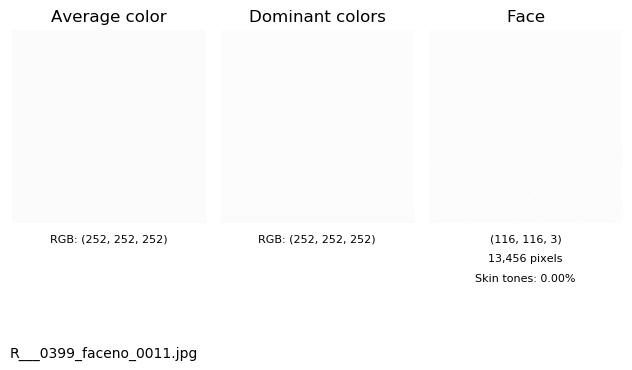 Average color
Dominant colors
Face
RGB: (252, 252, 252)
RGB: (252, 252, 252)
(116, 116, 3)
13,456 pixels
Skin tones: 0.00%
R___0399_faceno_0011.jpg